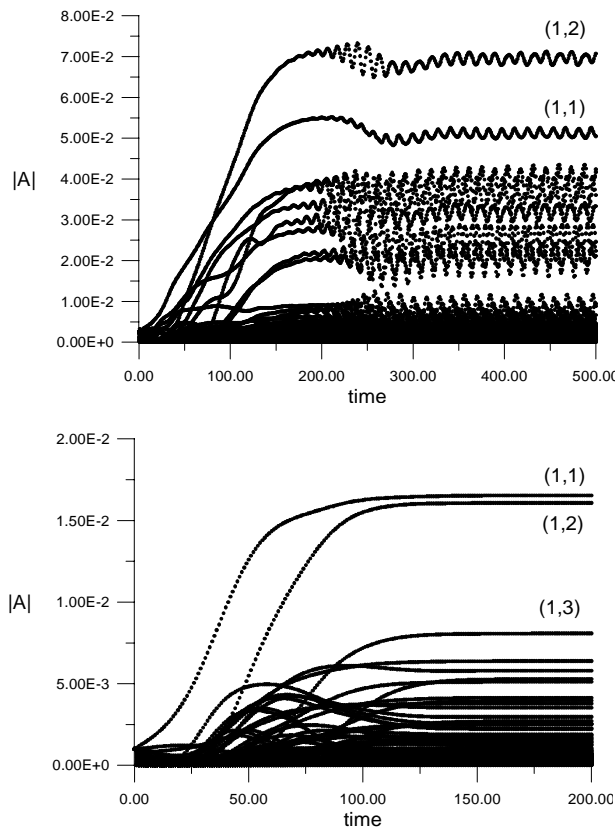 8.00E-2
(1,2)
7.00E-2
6.00E-2
(1,1)
5.00E-2
|A|
4.00E-2
3.00E-2
2.00E-2
1.00E-2
0.00E+0
0.00 100.00 200.00 300.00 400.00 500.00
time
2.00E-2
(1,1)
1.50E-2
(1,2)
|A|
1.00E-2
(1,3)
5.00E-3
0.00E+0
0.00 50.00 100.00 150.00 200.00
time